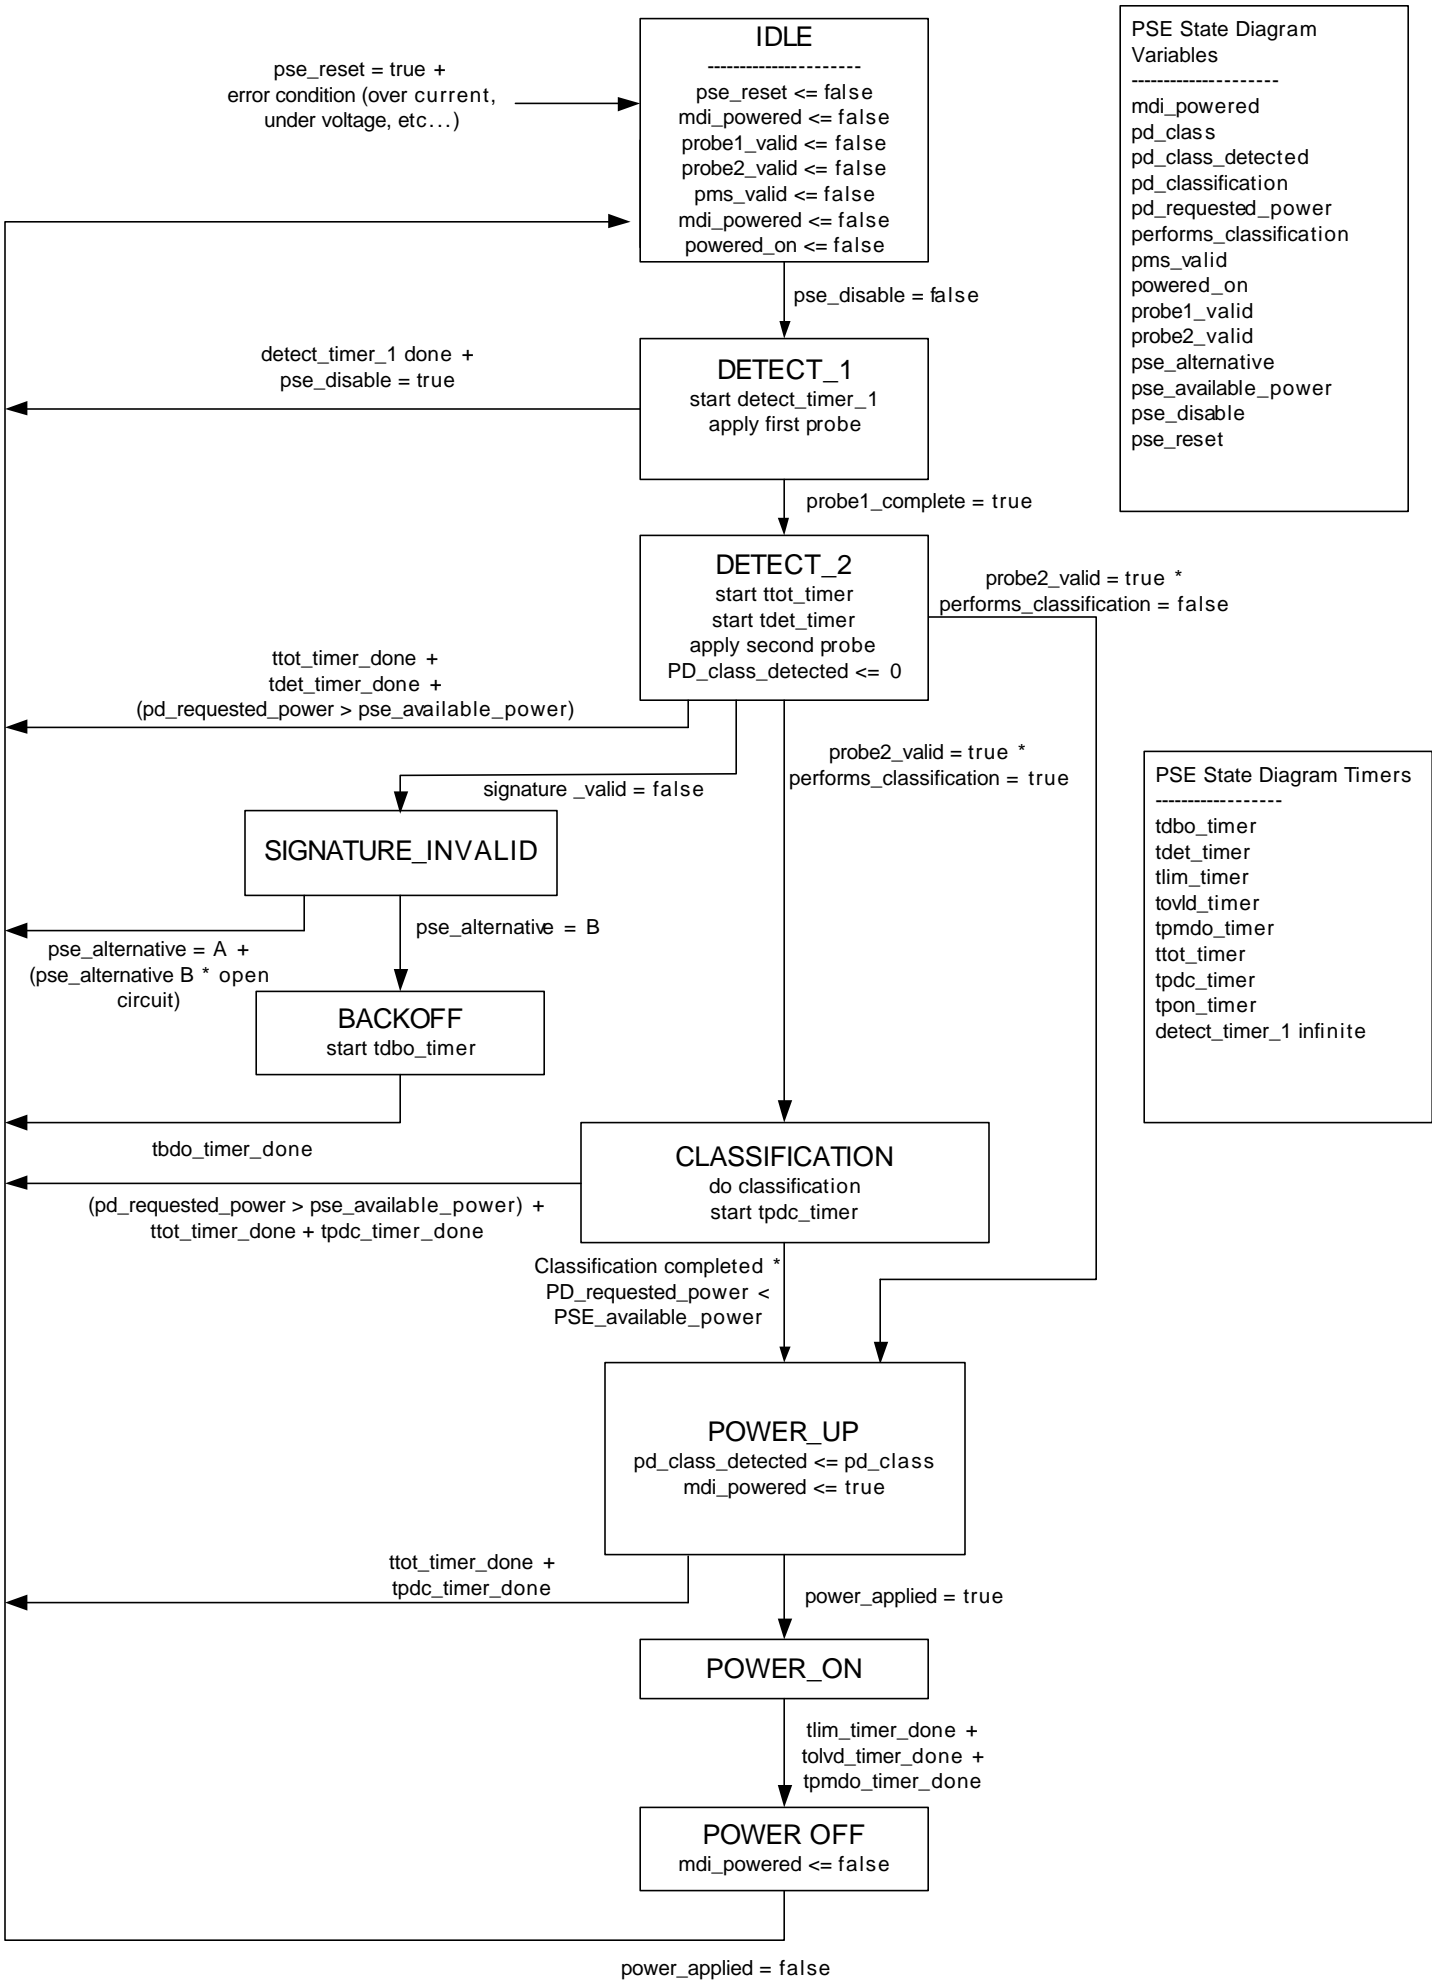 IDLE
----------------------
pse_reset <= false
mdi_powered <= false
probe1_valid <= false
probe2_valid <= false
pms_valid <= false
mdi_powered <= false
powered_on <= false
pse_reset = true +
error condition (over current,
under voltage, etc...)
PSE State Diagram
Variables
---------------------
mdi_powered
pd_class
pd_class_detected
pd_classification
pd_requested_power
performs_classification
pms_valid
powered_on
probe1_valid
probe2_valid
pse_alternative
pse_available_power
pse_disable
pse_reset
pse_disable = false
detect_timer_1 done +
pse_disable = true
DETECT_1
start detect_timer_1
apply first probe
probe1_complete = true
DETECT_2
start ttot_timer
start tdet_timer
apply second probe
PD_class_detected <= 0
probe2_valid = true *
performs_classification = false
ttot_timer_done +
tdet_timer_done +
(pd_requested_power > pse_available_power)
probe2_valid = true *
performs_classification = true
signature _valid = false
PSE State Diagram Timers
------------------
tdbo_timer
tdet_timer
tlim_timer
tovld_timer
tpmdo_timer
ttot_timer
tpdc_timer
tpon_timer
detect_timer_1 infinite
SIGNATURE_INVALID
pse_alternative = B
pse_alternative = A +
(pse_alternative B * open
circuit)
BACKOFF
start tdbo_timer
tbdo_timer_done
CLASSIFICATION
do classification
start tpdc_timer
(pd_requested_power > pse_available_power) +
ttot_timer_done + tpdc_timer_done
Classification completed *
PD_requested_power <
PSE_available_power
POWER_UP
pd_class_detected <= pd_class
mdi_powered <= true
ttot_timer_done +
tpdc_timer_done
power_applied = true
POWER_ON
tlim_timer_done +
tolvd_timer_done +
tpmdo_timer_done
POWER OFF
mdi_powered <= false
power_applied = false